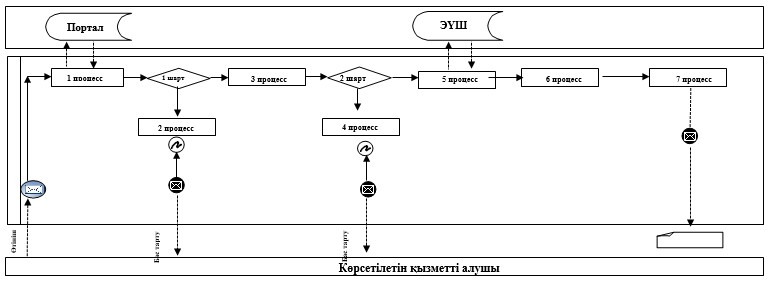 Портал
ЭҮШ
1 процесс
1 шарт
3 процесс
2 шарт
5 процесс
6 процесс
7 процесс
2 процесс
4 процесс
Өтініш
Бас тарту
Бас тарту
Көрсетілетін қызметті алушы